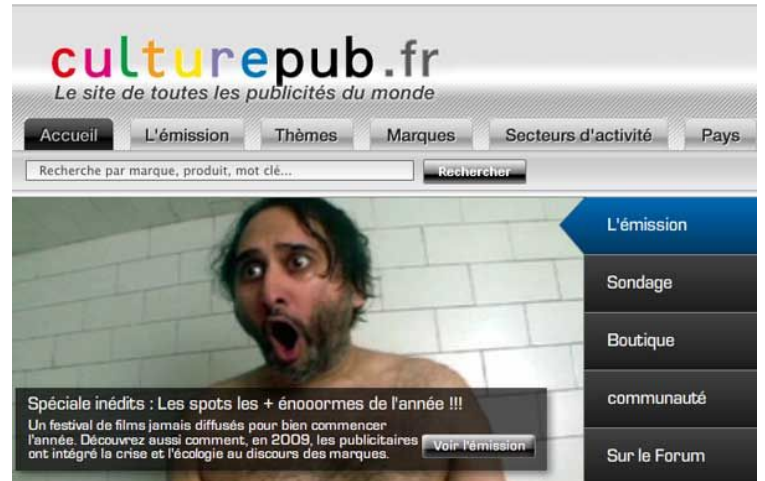 culturepub.fr
Le site de toutes les publicités du monde
Accueil L'émission Thèmes Marques Secteurs d'activité Pays
Recherche par marque, produit, mot clé... Rechercher
L'émission
Sondage
Boutique
communauté
Sur le Forum
Spéciale inédits : Les spots les + énooormes de l'année !!!
Un festival de films jamais diffusés pour bien commencer
l'année. Découvrez aussi comment, en 2009, les publicitaires
ont intégré la crise et l'écologie au discours des marques.
Voir l'émission